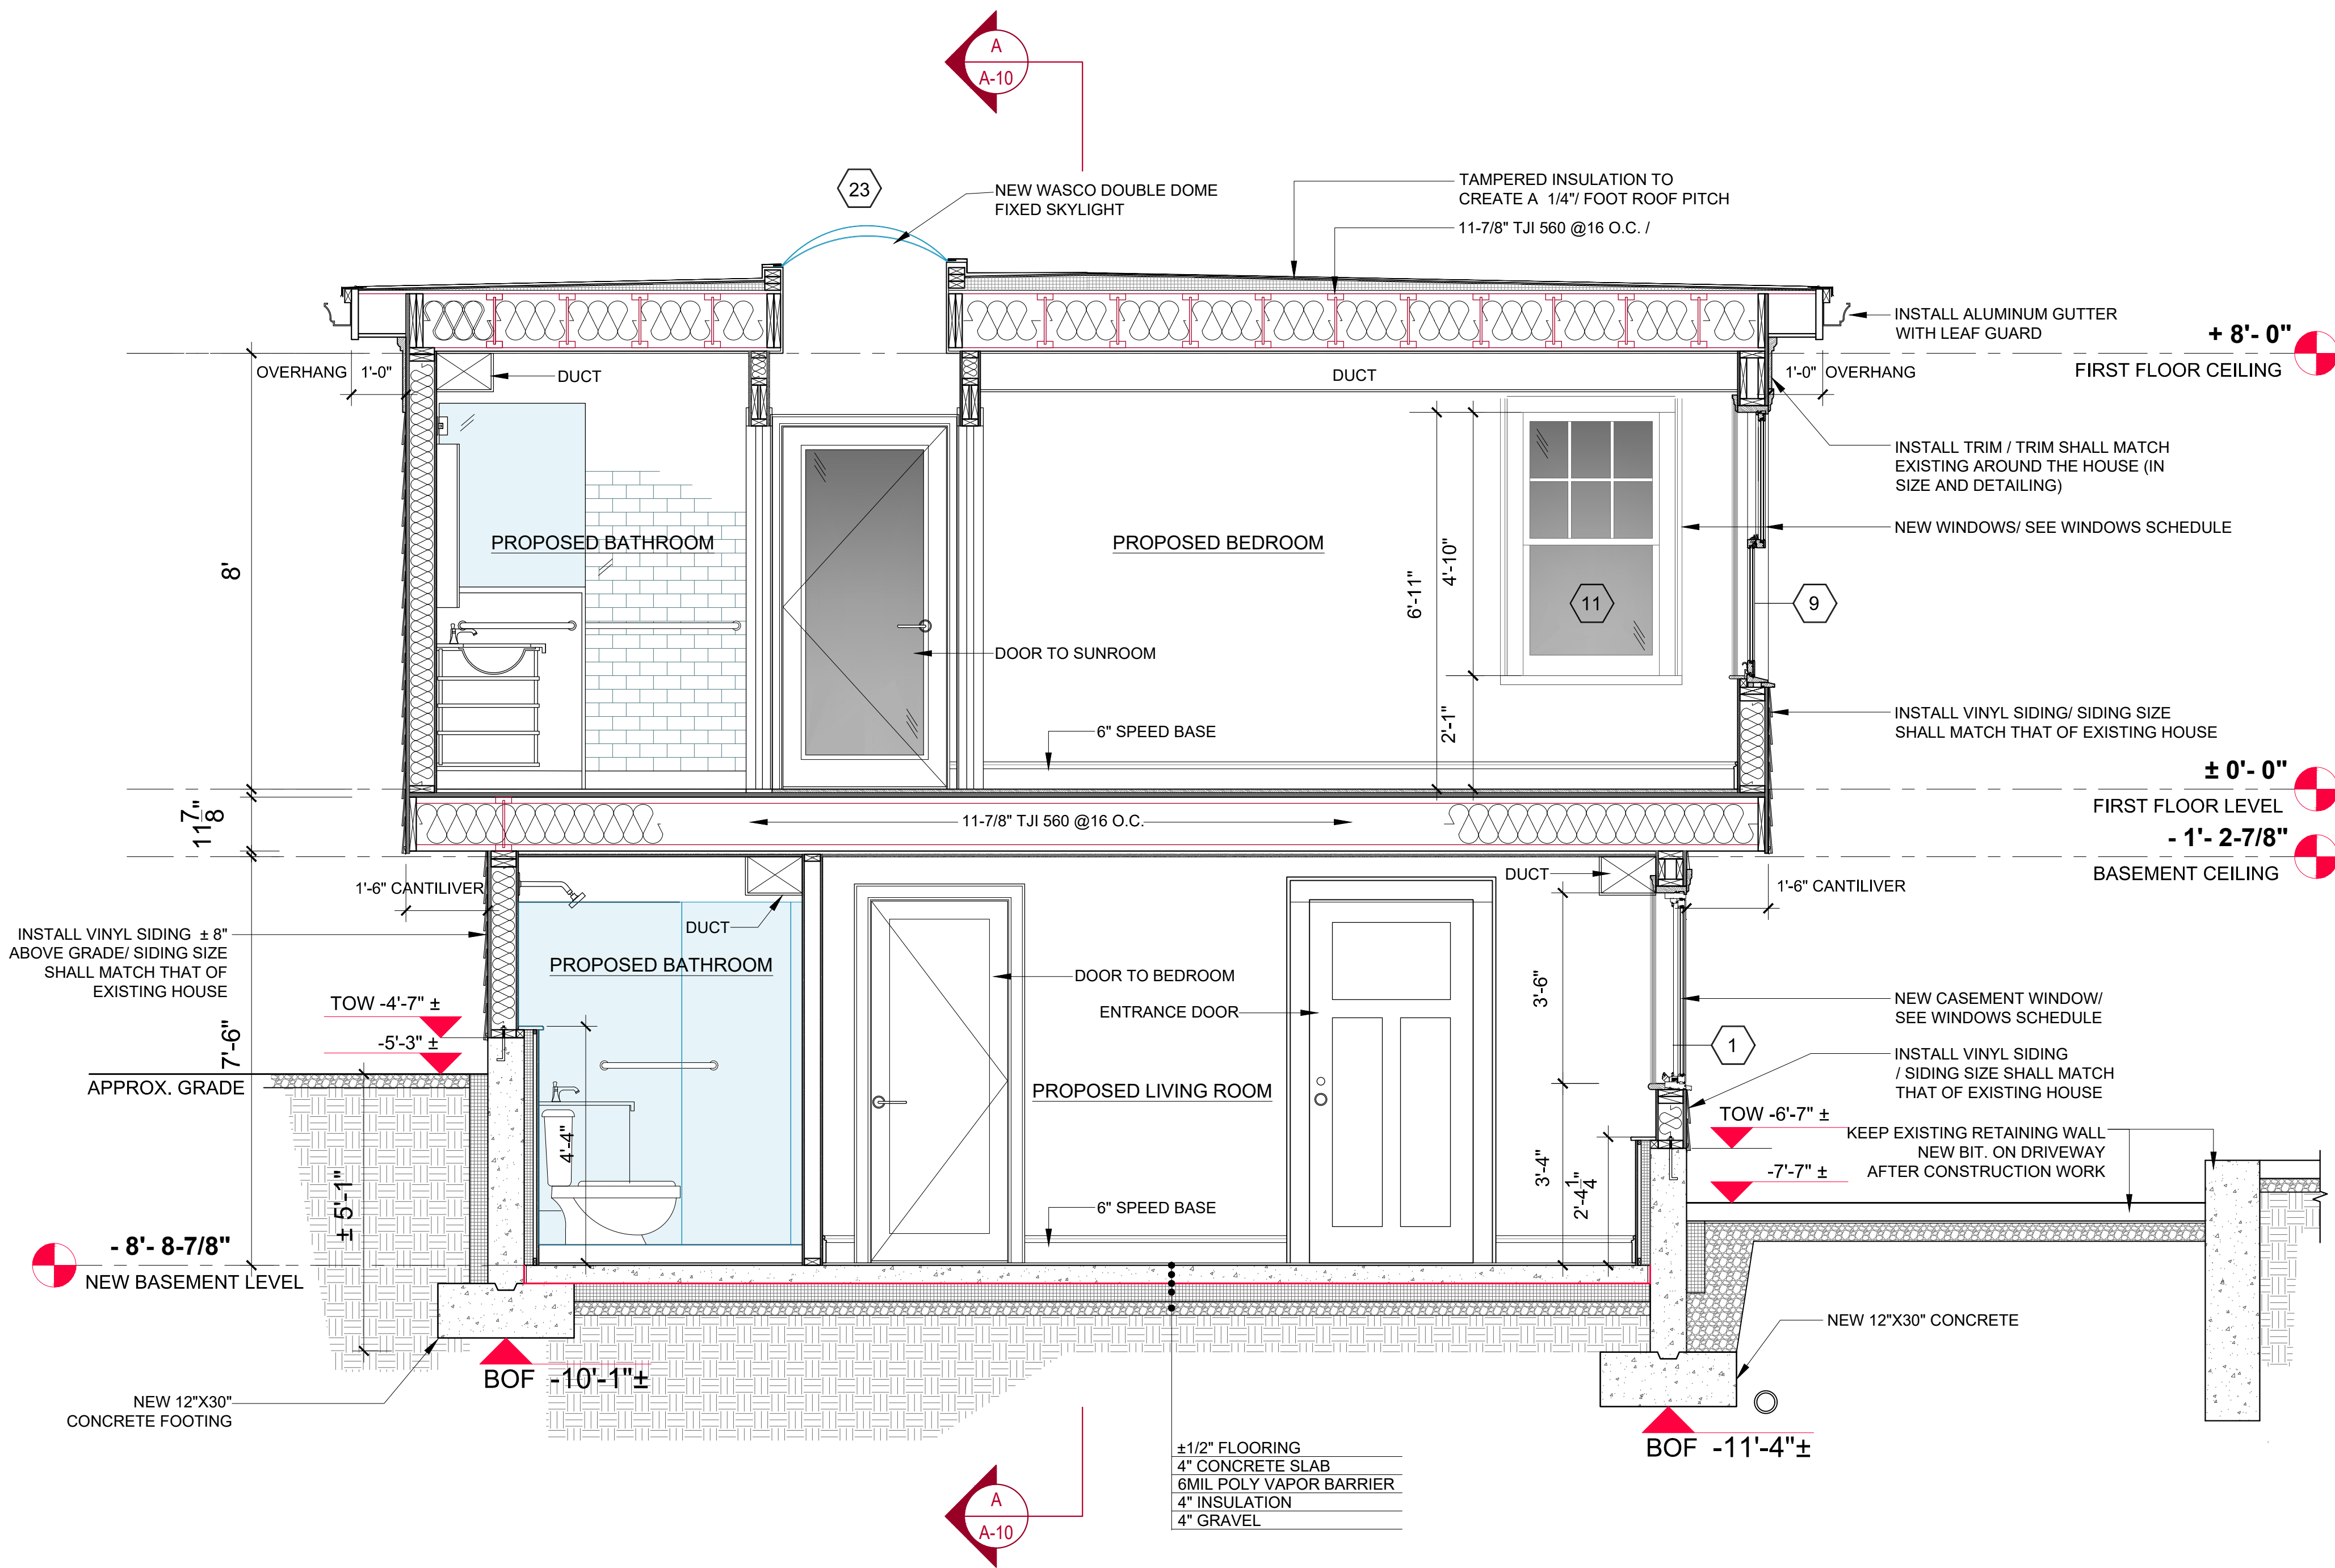 A
A-10
23
NEW WASCO DOUBLE DOME
FIXED SKYLIGHT
TAMPERED INSULATION TO
CREATE A  1/4"/ FOOT ROOF PITCH
11-7/8" TJI 560 @16 O.C. /
INSTALL ALUMINUM GUTTER
WITH LEAF GUARD
+ 8'- 0"
FIRST FLOOR CEILING
OVERHANG
1'-0"
DUCT
DUCT
1'-0"
OVERHANG
INSTALL TRIM / TRIM SHALL MATCH
EXISTING AROUND THE HOUSE (IN
SIZE AND DETAILING)
NEW WINDOWS/ SEE WINDOWS SCHEDULE
PROPOSED BATHROOM
PROPOSED BEDROOM
8'
6'-11"
4'-10"
11
9
DOOR TO SUNROOM
2'-1"
6" SPEED BASE
INSTALL VINYL SIDING/ SIDING SIZE
SHALL MATCH THAT OF EXISTING HOUSE
± 0'- 0"
FIRST FLOOR LEVEL
11 7/8
11-7/8" TJI 560 @16 O.C.
- 1'- 2-7/8"
BASEMENT CEILING
1'-6" CANTILIVER
DUCT
1'-6" CANTILIVER
DUCT
INSTALL VINYL SIDING  ± 8"
ABOVE GRADE/ SIDING SIZE
SHALL MATCH THAT OF
EXISTING HOUSE
PROPOSED BATHROOM
DOOR TO BEDROOM
ENTRANCE DOOR
3'-6"
NEW CASEMENT WINDOW/
SEE WINDOWS SCHEDULE
TOW -4'-7" ±
-5'-3" ±
7'-6"
APPROX. GRADE
1
INSTALL VINYL SIDING
/ SIDING SIZE SHALL MATCH
THAT OF EXISTING HOUSE
PROPOSED LIVING ROOM
TOW -6'-7" ±
KEEP EXISTING RETAINING WALL
NEW BIT. ON DRIVEWAY
AFTER CONSTRUCTION WORK
4'-4"
3'-4"
2'-4 1/4"
-7'-7" ±
± 5'-1"
6" SPEED BASE
- 8'- 8-7/8"
NEW BASEMENT LEVEL
NEW 12"X30" CONCRETE
BOF  -10'-1"±
NEW 12"X30"
CONCRETE FOOTING
BOF  -11'-4"±
±1/2" FLOORING
4" CONCRETE SLAB
6MIL POLY VAPOR BARRIER
4" INSULATION
4" GRAVEL
A
A-10